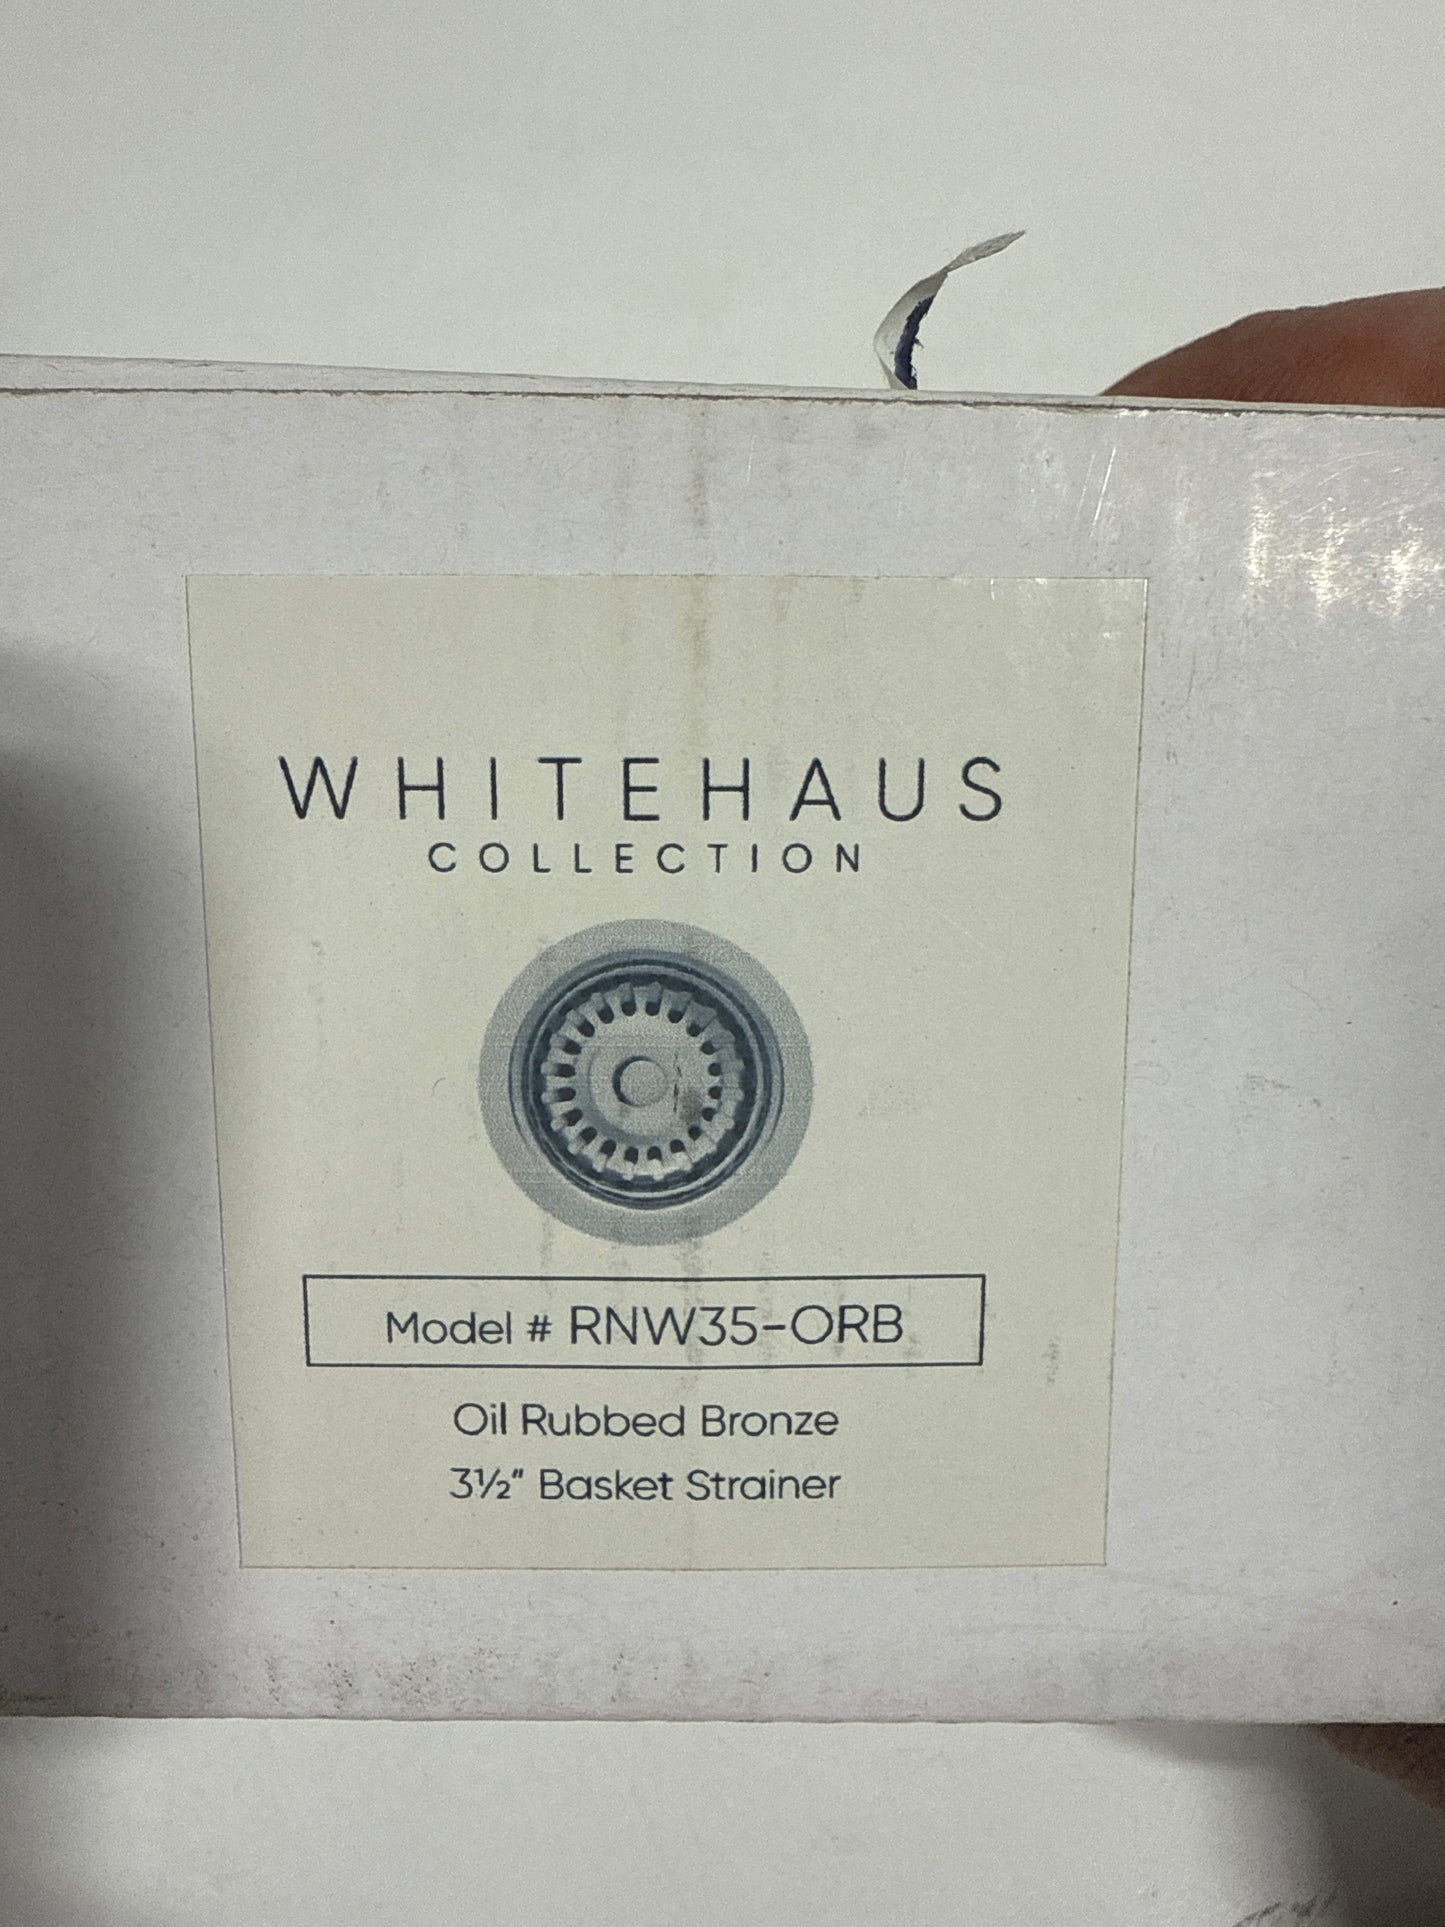 WHITEHAUS
COLLECTION
Model # RNW35-ORB
Oil Rubbed Bronze
3½" Basket Strainer